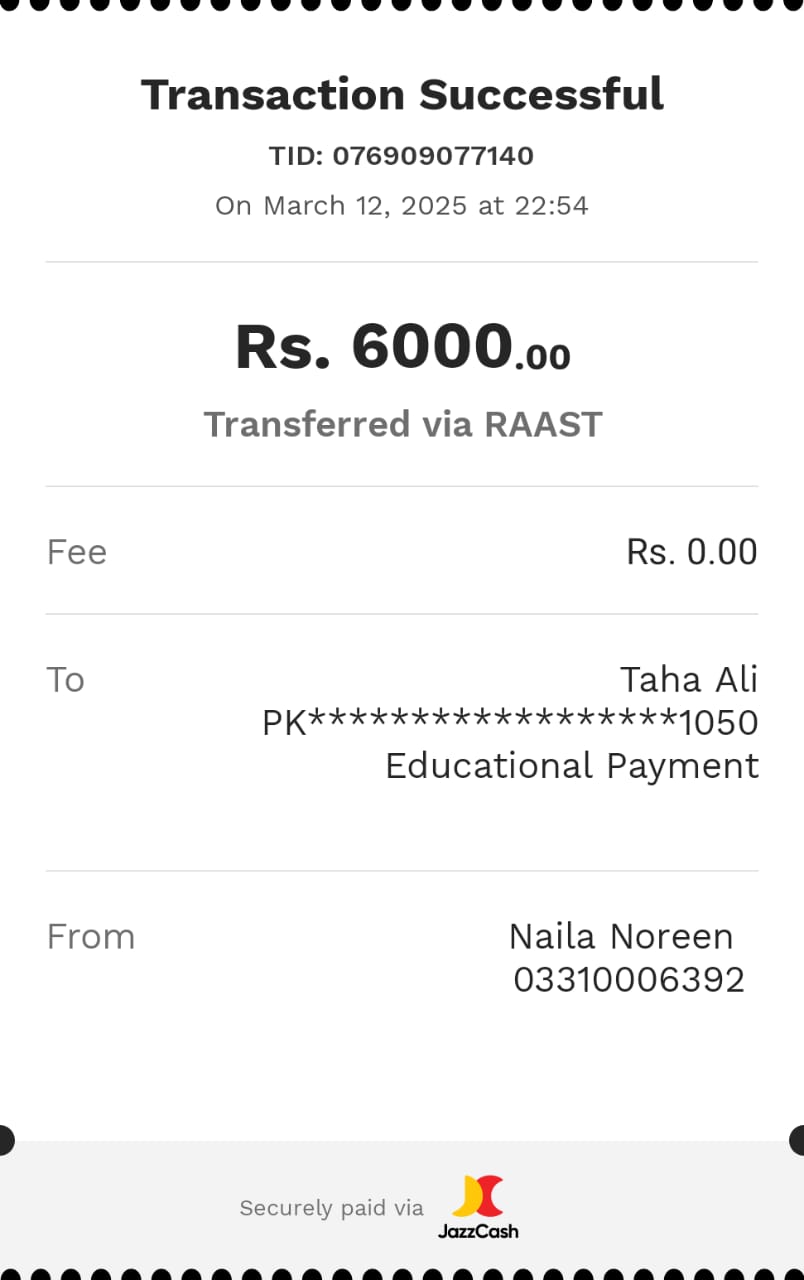 Transaction Successful
TID: 076909077140
On March 12, 2025 at 22:54
Rs. 6000.00
Transferred via RAAST
Fee Rs. 0.00
To Taha Ali
PK******************1050
Educational Payment
From Naila Noreen
03310006392
Securely paid via JazzCash